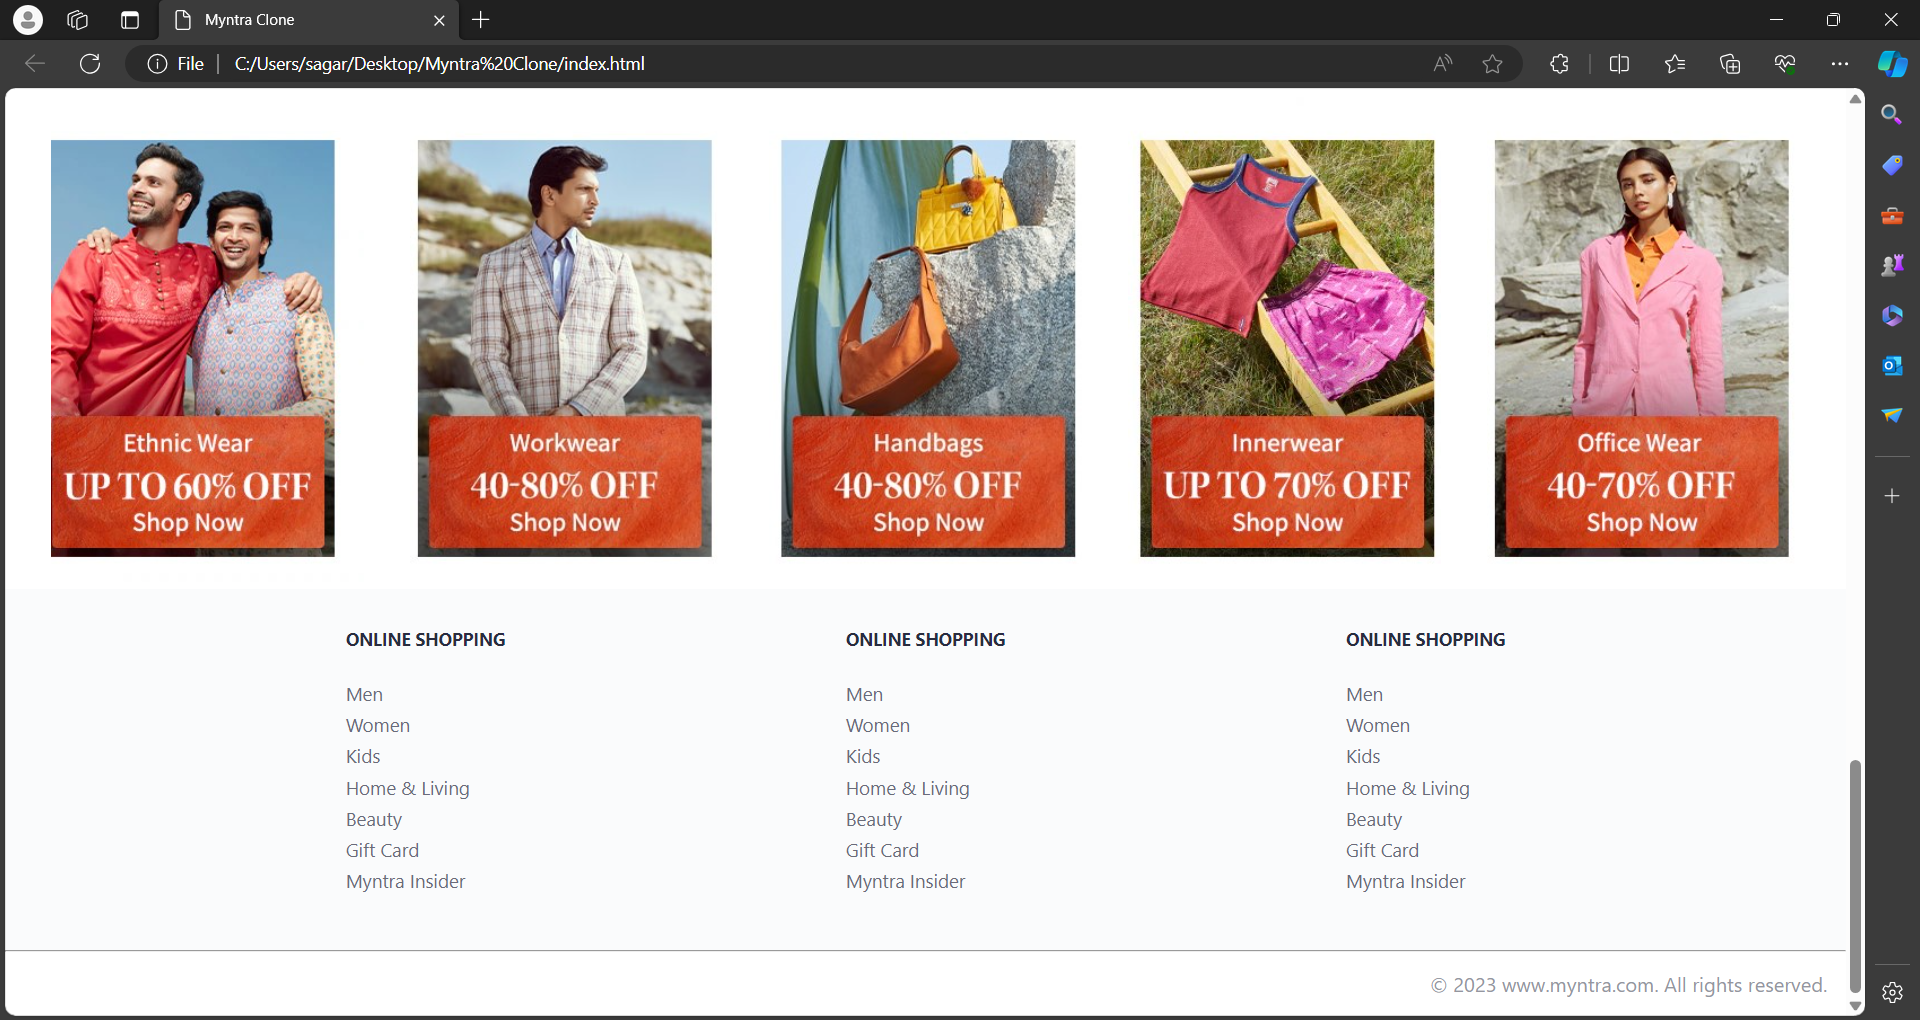 Myntra Clone
File
C:/Users/sagar/Desktop/Myntra%20Clone/index.html
Ethnic Wear
UP TO 60% OFF
Shop Now
Workwear
40-80% OFF
Shop Now
Handbags
40-80% OFF
Shop Now
Innerwear
UP TO 70% OFF
Shop Now
Office Wear
40-70% OFF
Shop Now
ONLINE SHOPPING
Men
Women
Kids
Home & Living
Beauty
Gift Card
Myntra Insider
ONLINE SHOPPING
Men
Women
Kids
Home & Living
Beauty
Gift Card
Myntra Insider
ONLINE SHOPPING
Men
Women
Kids
Home & Living
Beauty
Gift Card
Myntra Insider
© 2023 www.myntra.com. All rights reserved.